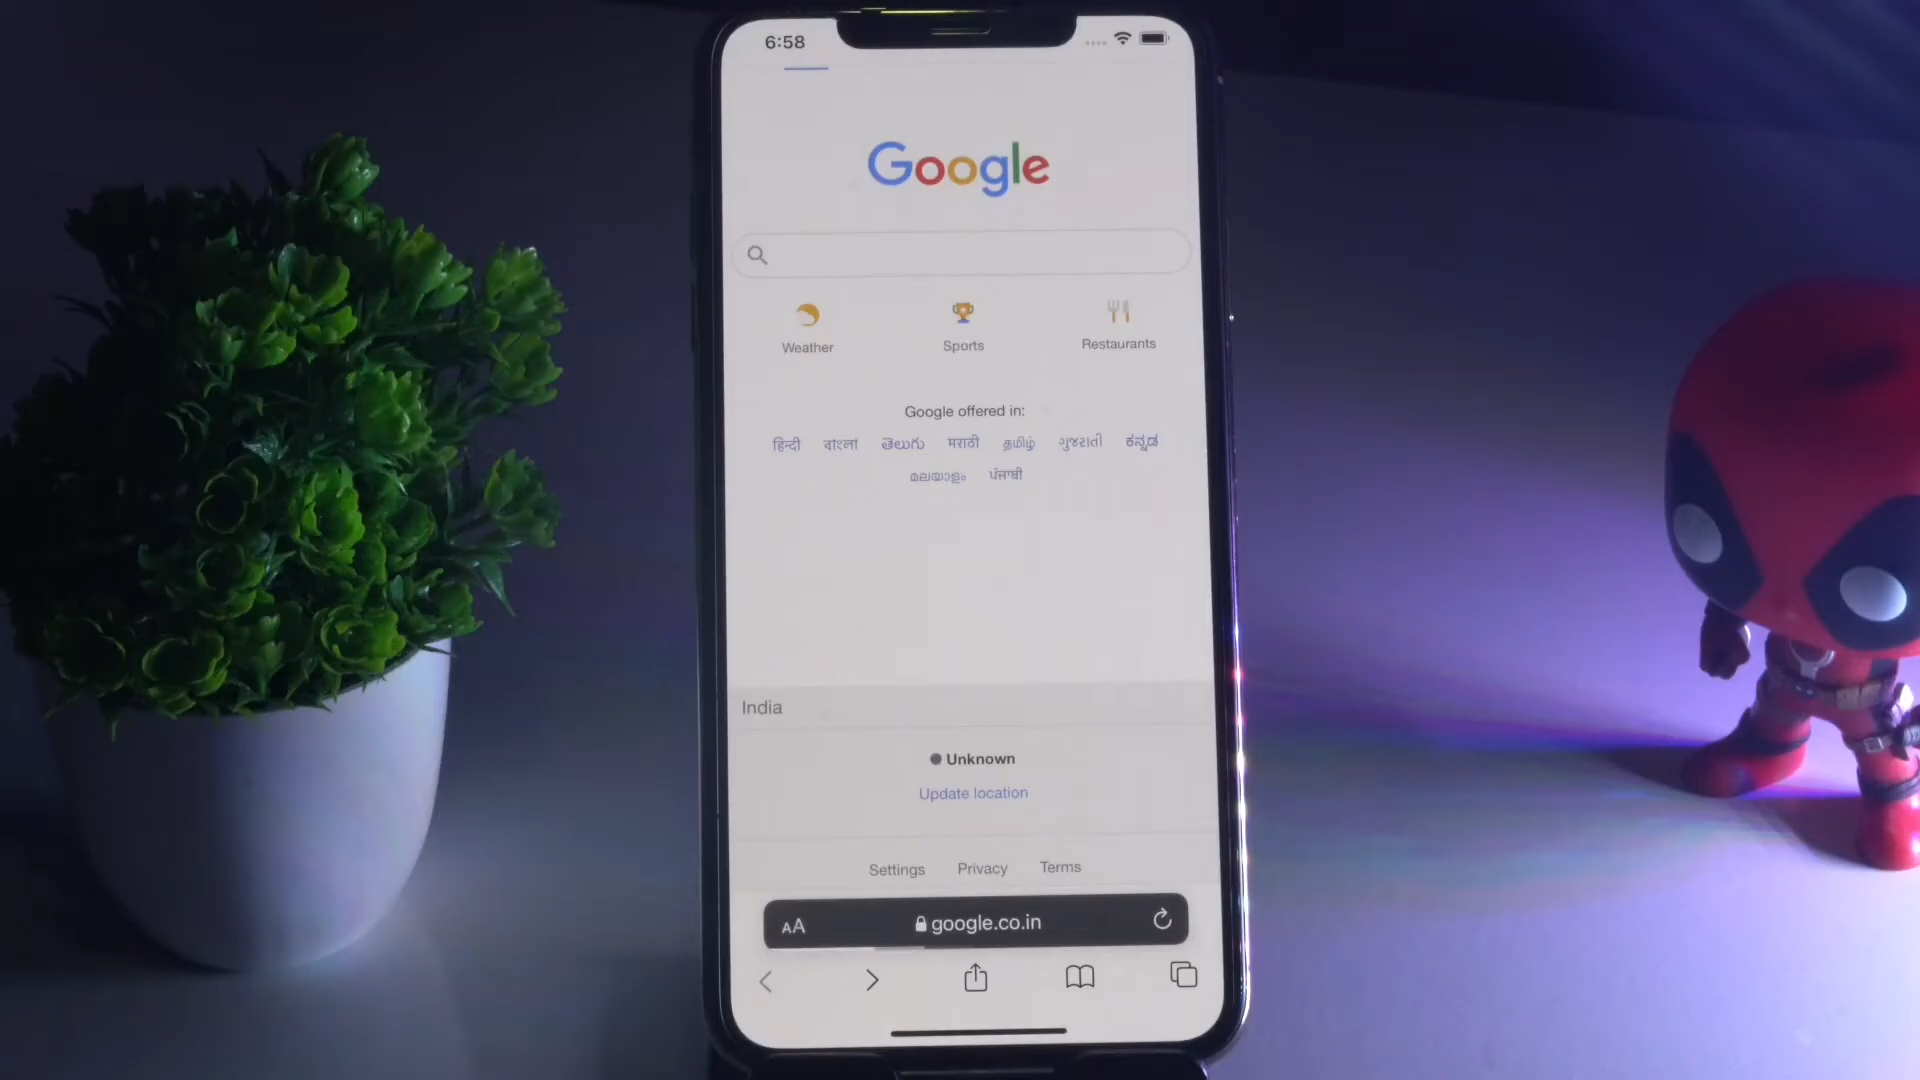 6:58
Google
Weather Sports Restaurants
Google offered in:
हिन्दी বাংলা తెలుగు मराठी தமிழ் ગુજરાતી ಕನ್ನಡ
മലയാളം ਪੰਜਾਬੀ
India
Unknown
Update location
Settings Privacy Terms
AA google.co.in